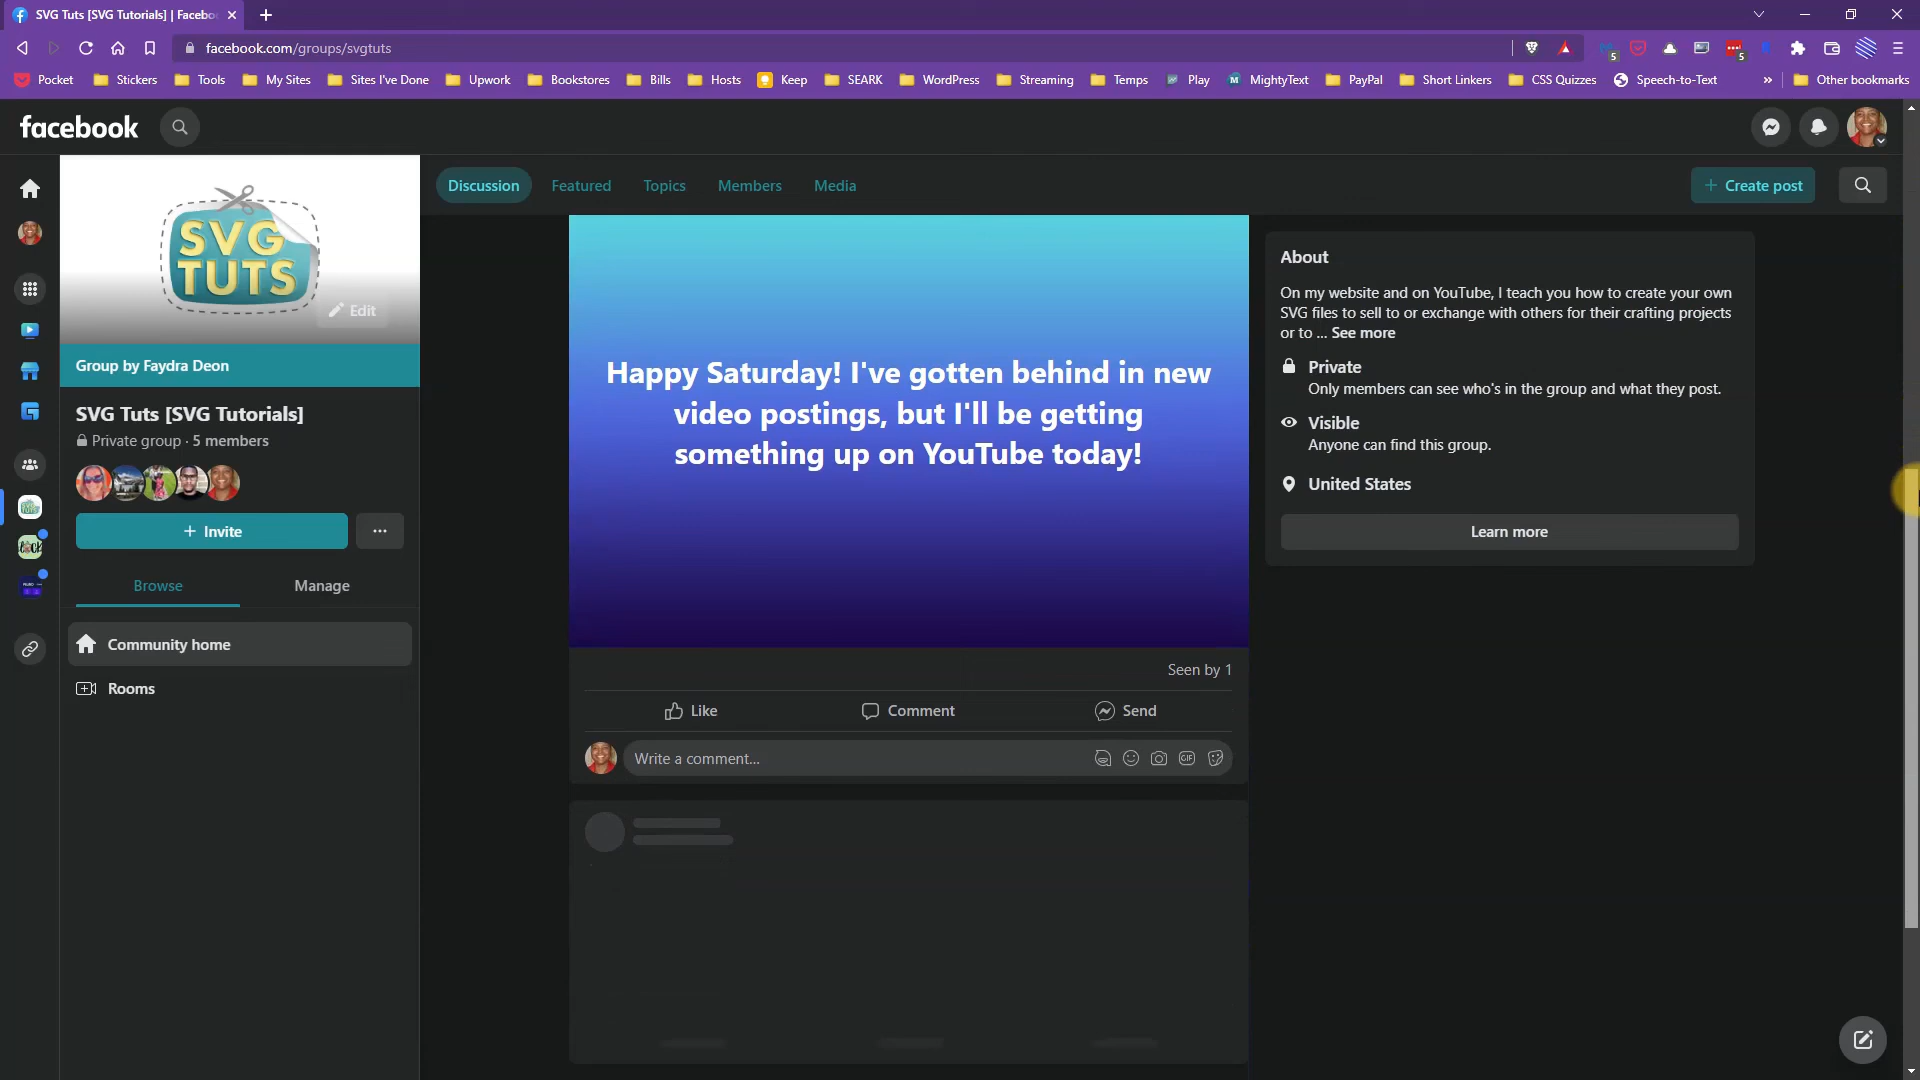 SVG Tuts [SVG Tutorials] | Facebo
facebook.com/groups/svgtuts
5
5
Pocket
Stickers
Tools
My Sites
Sites I've Done
Upwork
Bookstores
Bills
Hosts
Keep
SEARK
WordPress
Streaming
Temps
Play
MightyText
PayPal
Short Linkers
CSS Quizzes
Speech-to-Text
»
Other bookmarks
facebook
SVG
TUTS
Edit
Group by Faydra Deon
SVG Tuts [SVG Tutorials]
Private group · 5 members
+ Invite
Browse
Manage
Community home
Rooms
Discussion
Featured
Topics
Members
Media
+ Create post
Happy Saturday! I've gotten behind in new
video postings, but I'll be getting
something up on YouTube today!
Seen by 1
Like
Comment
Send
Write a comment...
GIF
About
On my website and on YouTube, I teach you how to create your own
SVG files to sell to or exchange with others for their crafting projects
or to ... See more
Private
Only members can see who's in the group and what they post.
Visible
Anyone can find this group.
United States
Learn more